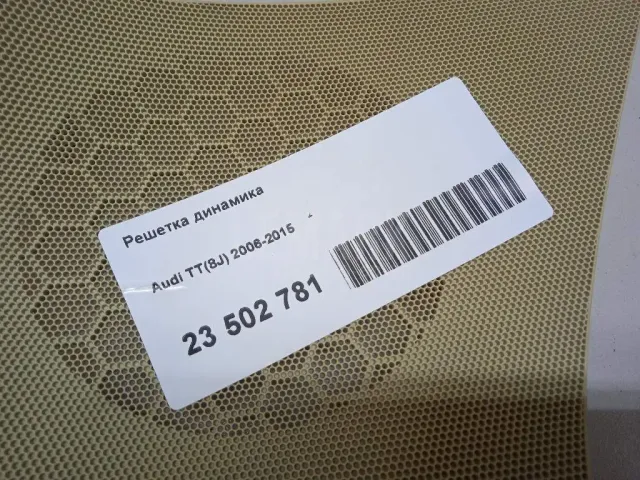 Решетка динамика
Audi TT(8J) 2006-2015
23 502 781